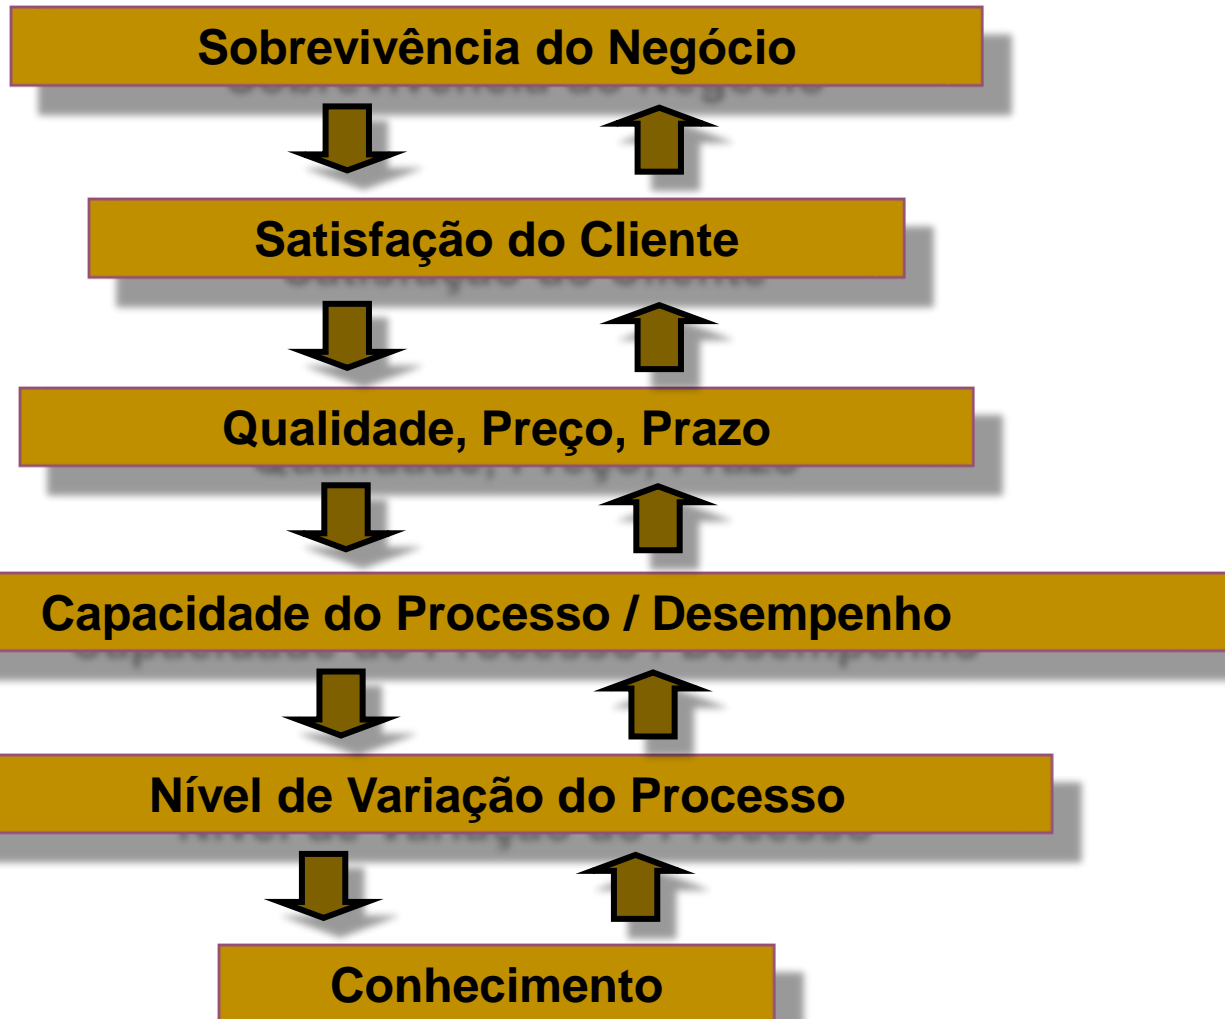 Sobrevivência do Negócio
Satisfação do Cliente
Qualidade, Preço, Prazo
Capacidade do Processo / Desempenho
Nível de Variação do Processo
Conhecimento